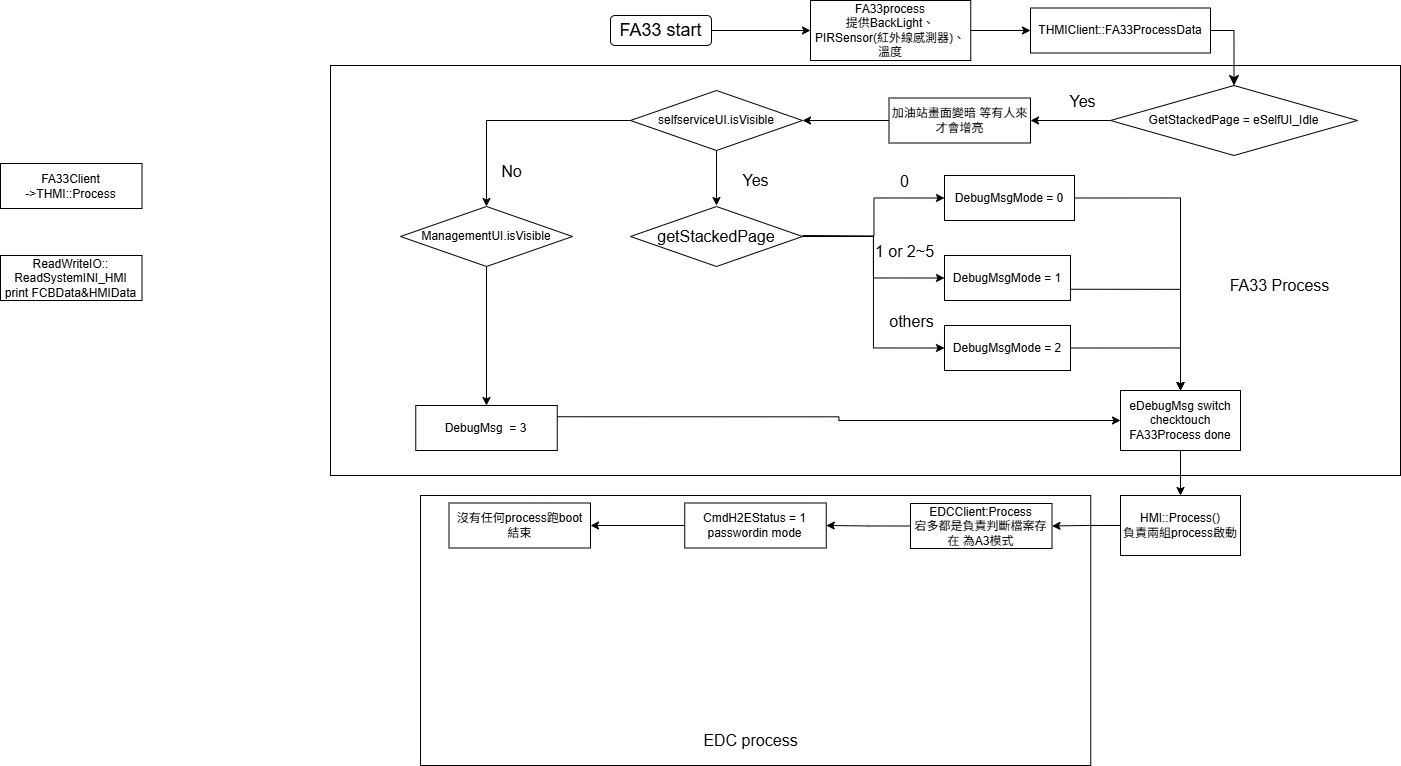 FA33 start
FA33process
提供BackLight、
PIRSensor(紅外線感測器)、
溫度
THMIClient::FA33ProcessData
GetStackedPage = eSelfUI_Idle
Yes
加油站畫面變暗 等有人來
才會增亮
selfserviceUI.isVisible
No
Yes
FA33Client
->THMI::Process
ManagementUI.isVisible
getStackedPage
0
DebugMsgMode = 0
1 or 2~5
DebugMsgMode = 1
others
DebugMsgMode = 2
FA33 Process
ReadWriteIO::
ReadSystemINI_HMI
print FCBData&HMIData
DebugMsg  = 3
eDebugMsg switch
checktouch
FA33Process done
HMI::Process()
負責兩組process啟動
EDCClient:Process
宕多都是負責判斷檔案存
在 為A3模式
CmdH2EStatus = 1
passwordin mode
沒有任何process跑boot
結束
EDC process